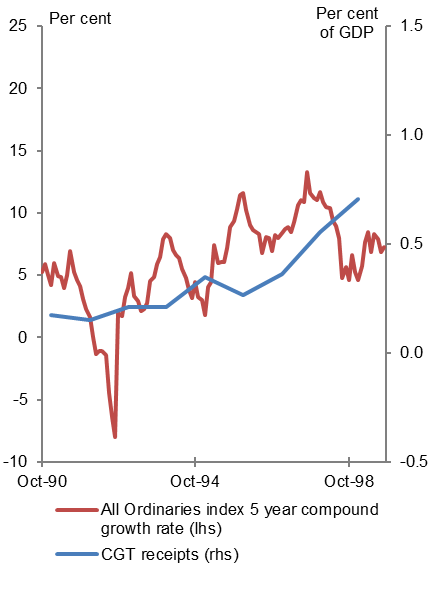 Per cent
Per cent
of GDP
25
20
15
10
5
0
-5
-10
1.5
1.0
0.5
0.0
-0.5
Oct-90
Oct-94
Oct-98
All Ordinaries index 5 year compound
growth rate (lhs)
CGT receipts (rhs)